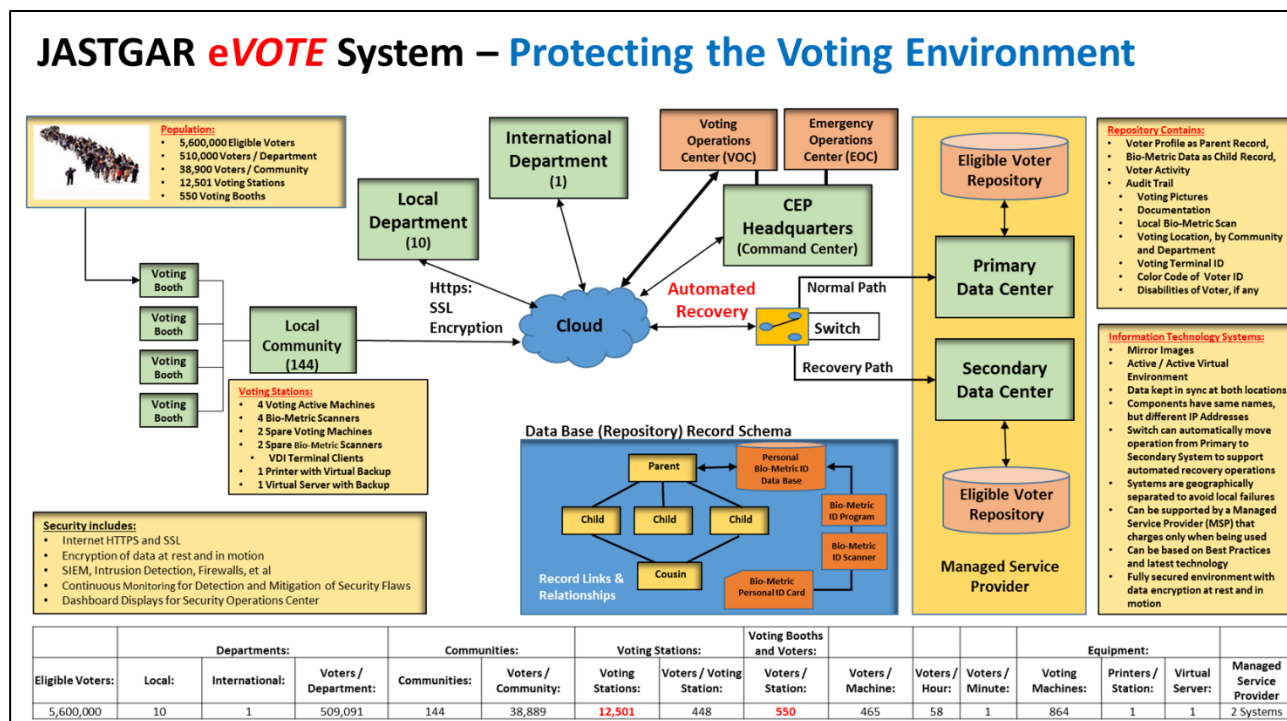 JASTGAR eVOTE System – Protecting the Voting Environment
Population:
• 5,600,000 Eligible Voters
• 510,000 Voters / Department
• 38,900 Voters / Community
• 12,501 Voting Stations
• 550 Voting Booths
Voting
Booth
Voting
Booth
Voting
Booth
Voting
Booth
Local
Community
(144)
Voting Stations:
• 4 Voting Active Machines
• 4 Bio-Metric Scanners
• 2 Spare Voting Machines
• 2 Spare Bio-Metric Scanners
• VDI Terminal Clients
• 1 Printer with Virtual Backup
• 1 Virtual Server with Backup
Security includes:
• Internet HTTPS and SSL
• Encryption of data at rest and in motion
• SIEM, Intrusion Detection, Firewalls, et al
• Continuous Monitoring for Detection and Mitigation of Security Flaws
• Dashboard Displays for Security Operations Center
Local
Department
(10)
International
Department
(1)
Voting
Operations
Center (VOC)
Emergency
Operations
Center (EOC)
CEP
Headquarters
(Command Center)
Https:
SSL
Encryption
Cloud
Automated
Recovery
Normal Path
Switch
Recovery Path
Eligible Voter
Repository
Primary
Data Center
Secondary
Data Center
Eligible Voter
Repository
Managed Service
Provider
Data Base (Repository) Record Schema
Parent
Personal
Bio-Metric ID
Data Base
Child
Child
Child
Cousin
Bio-Metric
ID Program
Bio-Metric
ID Scanner
Bio-Metric
Personal ID Card
Record Links &
Relationships
Repository Contains:
• Voter Profile as Parent Record,
• Bio-Metric Data as Child Record,
• Voter Activity
• Audit Trail
• Voting Pictures
• Documentation
• Local Bio-Metric Scan
• Voting Location, by Community
and Department
• Voting Terminal ID
• Color Code of Voter ID
• Disabilities of Voter, if any
Information Technology Systems:
• Mirror Images
• Active / Active Virtual
Environment
• Data kept in sync at both locations
• Components have same names,
but different IP Addresses
• Switch can automatically move
operation from Primary to
Secondary System to support
automated recovery operations
• Systems are geographically
separated to avoid local failures
• Can be supported by a Managed
Service Provider (MSP) that
charges only when being used
• Can be based on Best Practices
and latest technology
• Fully secured environment with
data encryption at rest and in
motion
Departments: Communities: Voting Stations: Voting Booths and Voters: Equipment:
Eligible Voters: Local: International: Voters / Department: Communities: Voters / Community: Voting Stations: Voters / Voting Station: Voters / Station: Voters / Machine: Voters / Hour: Voters / Minute: Voting Machines: Printers / Station: Virtual Server: Managed Service Provider
5,600,000 10 1 509,091 144 38,889 12,501 448 550 465 58 1 864 1 1 2 Systems